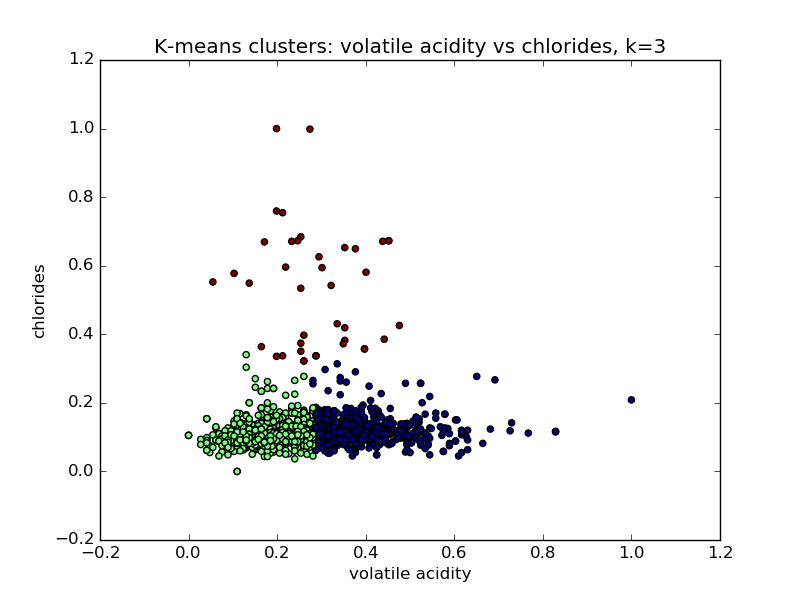 K-means clusters: volatile acidity vs chlorides, k=3
1.2
1.0
0.8
0.6
0.4
0.2
0.0
−0.2
chlorides
−0.2 0.0 0.2 0.4 0.6 0.8 1.0 1.2
volatile acidity